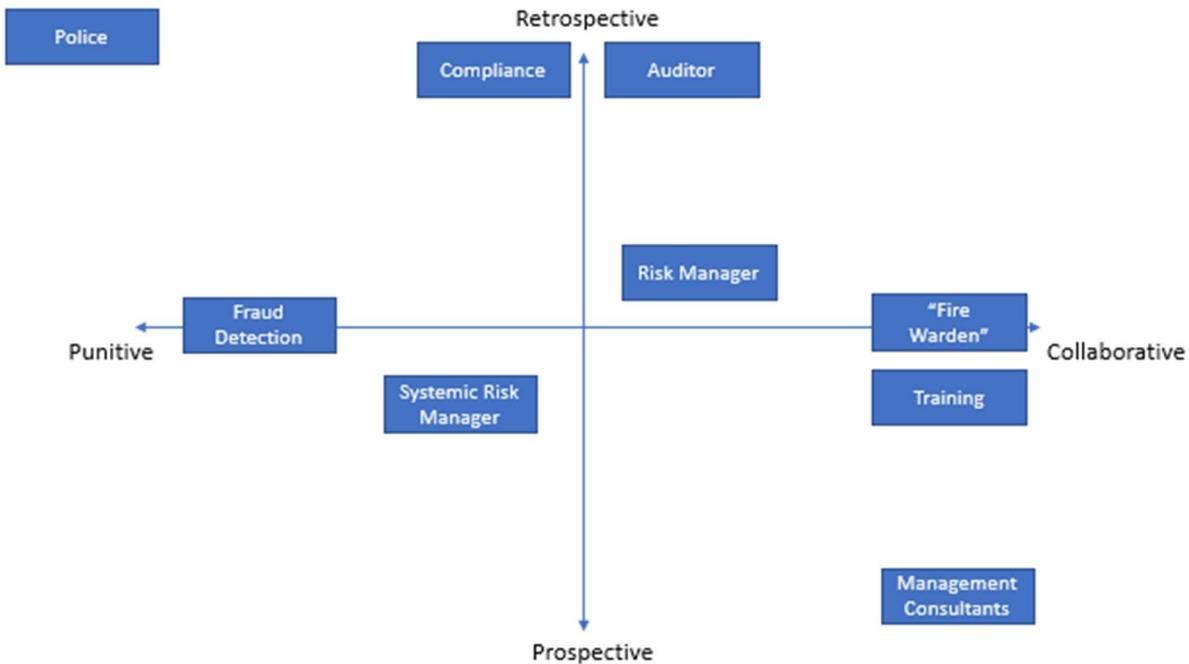 Police
Retrospective
Compliance
Auditor
Risk Manager
Fraud
Detection
“Fire
Warden”
Punitive
Collaborative
Systemic Risk
Manager
Training
Management
Consultants
Prospective